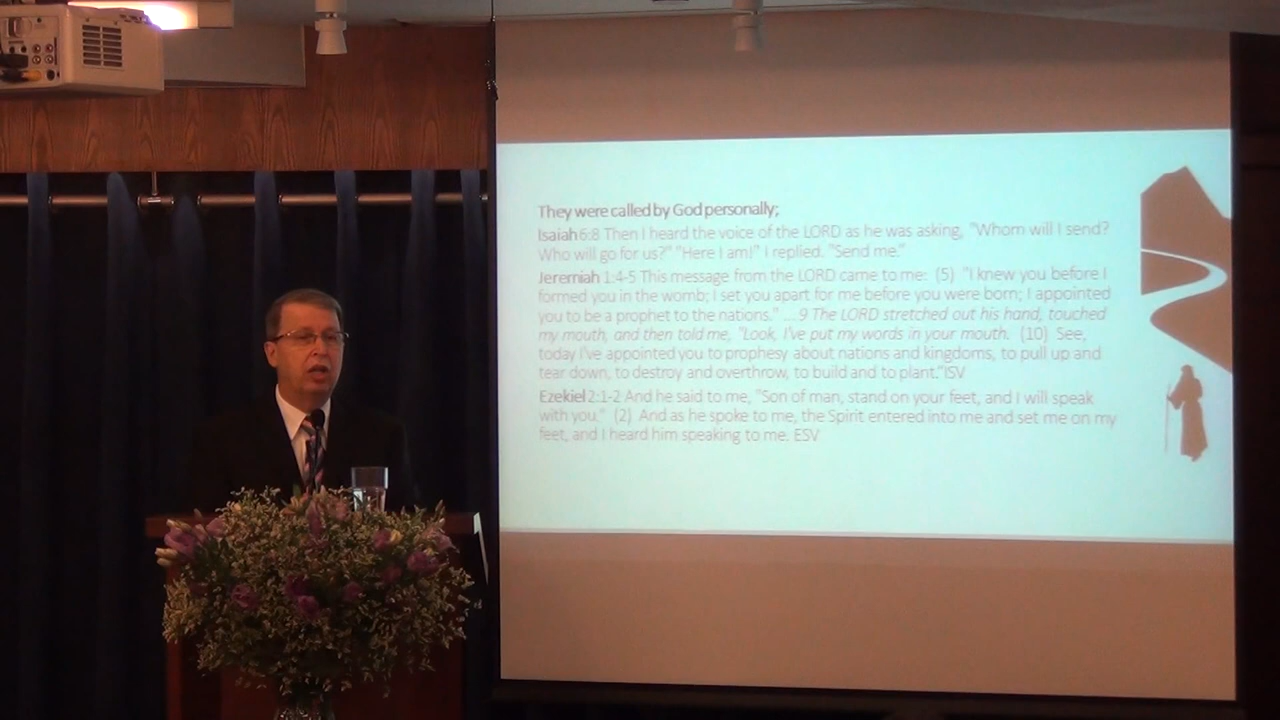 They were called by God personally;
Isaiah 6:8 Then I heard the voice of the LORD as he was asking, "Whom will I send?
Who will go for us?" "Here I am!" I replied. "Send me."
Jeremiah 1:4-5 This message from the LORD came to me: (5) "I knew you before I
formed you in the womb; I set you apart for me before you were born; I appointed
you to be a prophet to the nations." ....9 The LORD stretched out his hand, touched
my mouth, and then told me, "Look, I've put my words in your mouth. (10) See,
today I've appointed you to prophesy about nations and kingdoms, to pull up and
tear down, to destroy and overthrow, to build and to plant."ISV
Ezekiel 2:1-2 And he said to me, "Son of man, stand on your feet, and I will speak
with you." (2) And as he spoke to me, the Spirit entered into me and set me on my
feet, and I heard him speaking to me. ESV